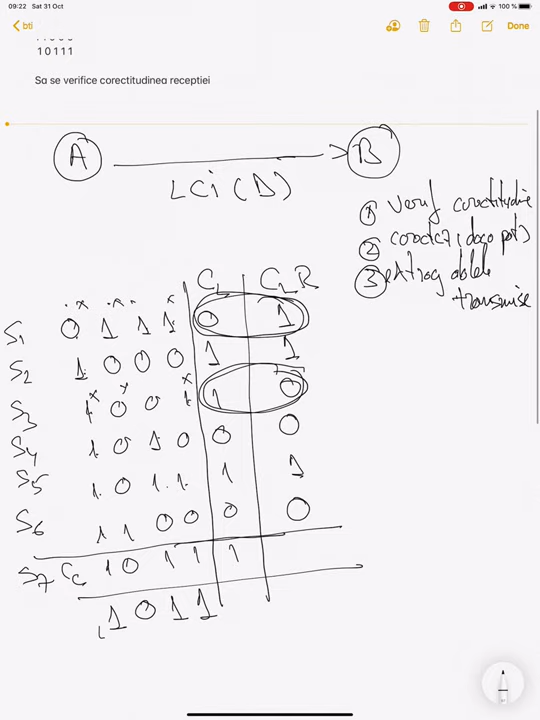 09:22 Sat 31 Oct 100%
bti Done
10111
Sa se verifice corectitudinea receptiei
A B
LCi (D)
① Verif corectitudine
② corectez (daca pot)
③ extrag datele transmise
CL CLR
S1 0 1 1 1 0 1
S2 1 0 0 0 1 1
S3 1 0 0 1 1 0
S4 1 0 1 0 0 0
S5 1 0 1 1 1 1
S6 1 1 0 0 0 0
S7 Cc 1 0 1 1 1
1 0 1 1